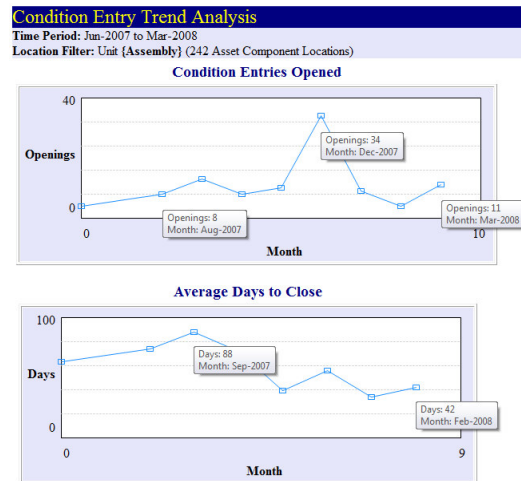 Condition Entry Trend Analysis
Time Period: Jun-2007 to Mar-2008
Location Filter: Unit {Assembly} (242 Asset Component Locations)
Condition Entries Opened
40
Openings
0
Openings: 34
Month: Dec-2007
Openings: 8
Month: Aug-2007
Openings: 11
Month: Mar-2008
0
10
Month
Average Days to Close
100
Days
0
Days: 88
Month: Sep-2007
Days: 42
Month: Feb-2008
0
9
Month